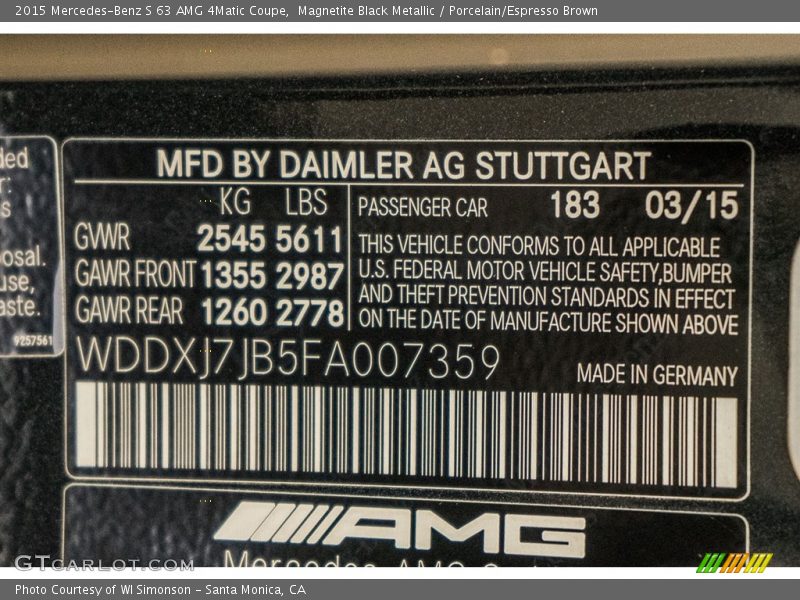 2015 Mercedes-Benz S 63 AMG 4Matic Coupe, Magnetite Black Metallic / Porcelain/Espresso Brown
MFD BY DAIMLER AG STUTTGART
KG LBS
GWR 2545 5611
GAWR FRONT 1355 2987
GAWR REAR 1260 2778
PASSENGER CAR 183 03/15
THIS VEHICLE CONFORMS TO ALL APPLICABLE
U.S. FEDERAL MOTOR VEHICLE SAFETY,BUMPER
AND THEFT PREVENTION STANDARDS IN EFFECT
ON THE DATE OF MANUFACTURE SHOWN ABOVE
WDDXJ7JB5FA007359
MADE IN GERMANY
9257561
AMG
GTCARLOT.COM
Photo Courtesy of WI Simonson - Santa Monica, CA